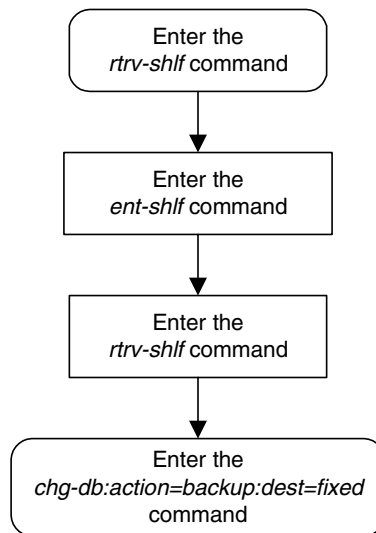 Enter the
rtrv-shlf command
Enter the
ent-shlf command
Enter the
rtrv-shlf command
Enter the
chg-db:action=backup:dest=fixed
command